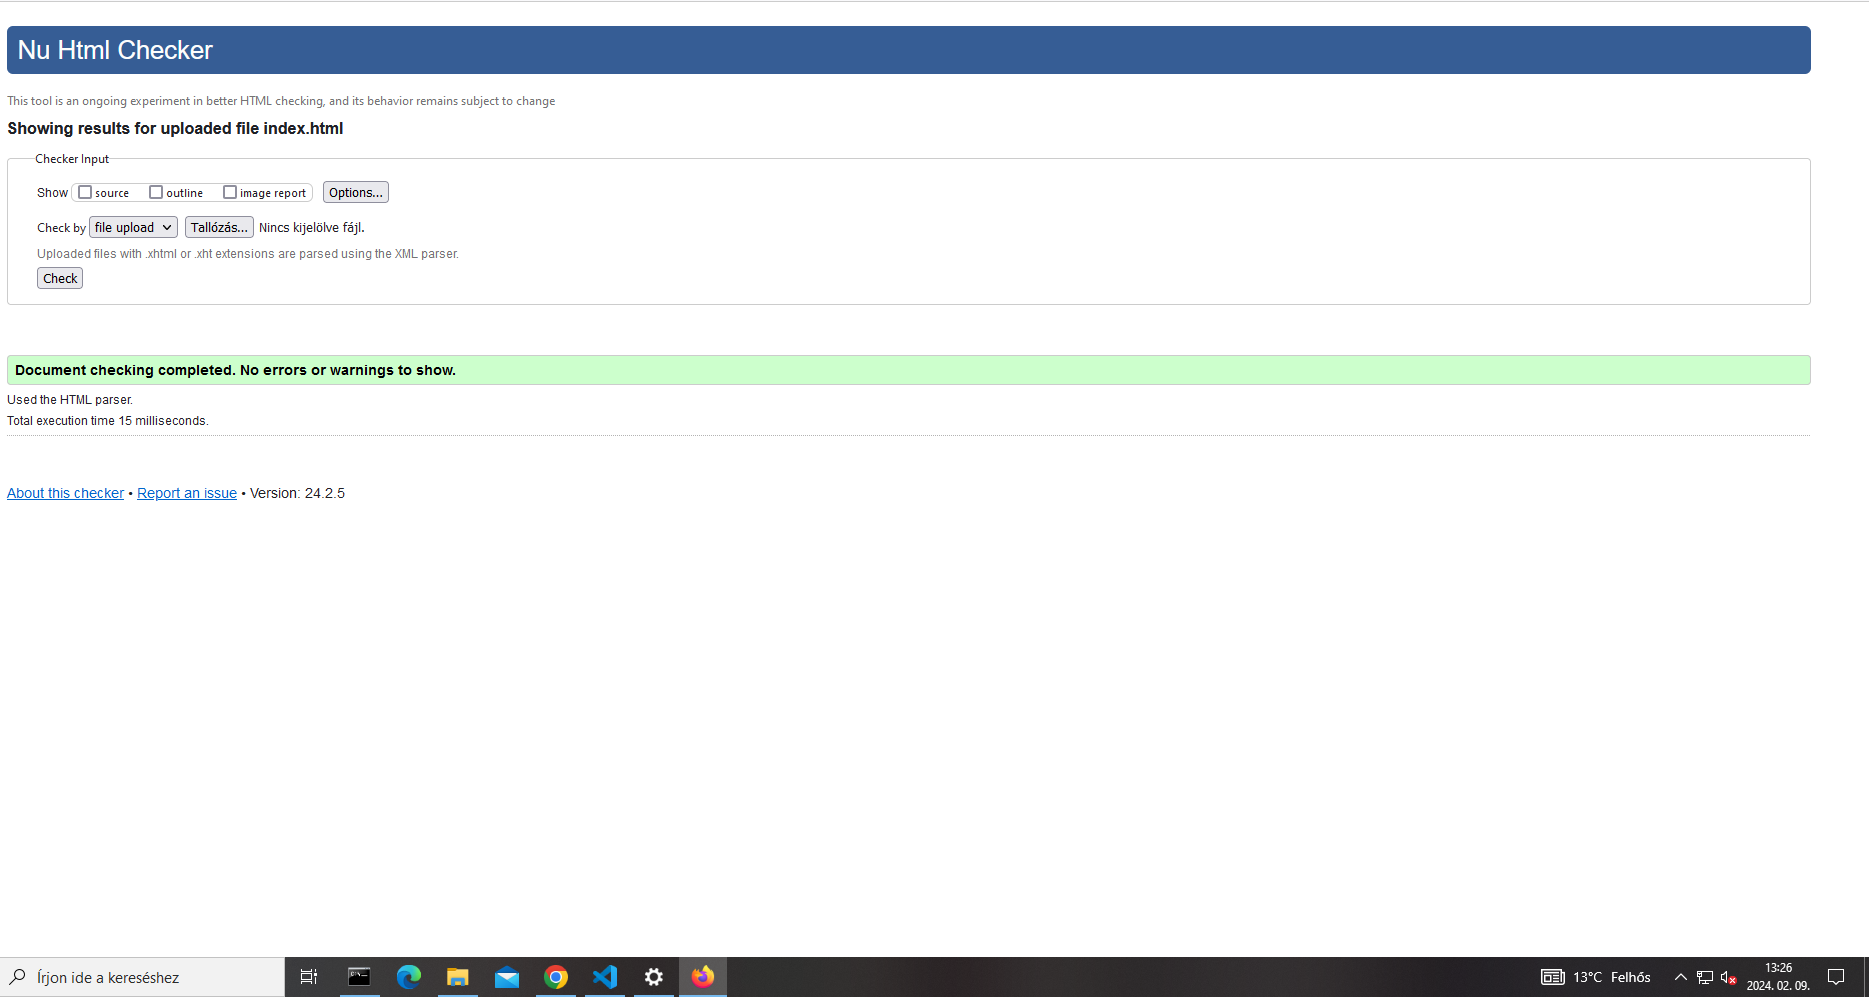 Nu Html Checker
This tool is an ongoing experiment in better HTML checking, and its behavior remains subject to change
Showing results for uploaded file index.html
Checker Input
Show source outline image report Options...
Check by file upload Tallózás... Nincs kijelölve fájl.
Uploaded files with .xhtml or .xht extensions are parsed using the XML parser.
Check
Document checking completed. No errors or warnings to show.
Used the HTML parser.
Total execution time 15 milliseconds.
About this checker • Report an issue • Version: 24.2.5
Írjon ide a kereséshez
13°C Felhős
13:26
2024. 02. 09.